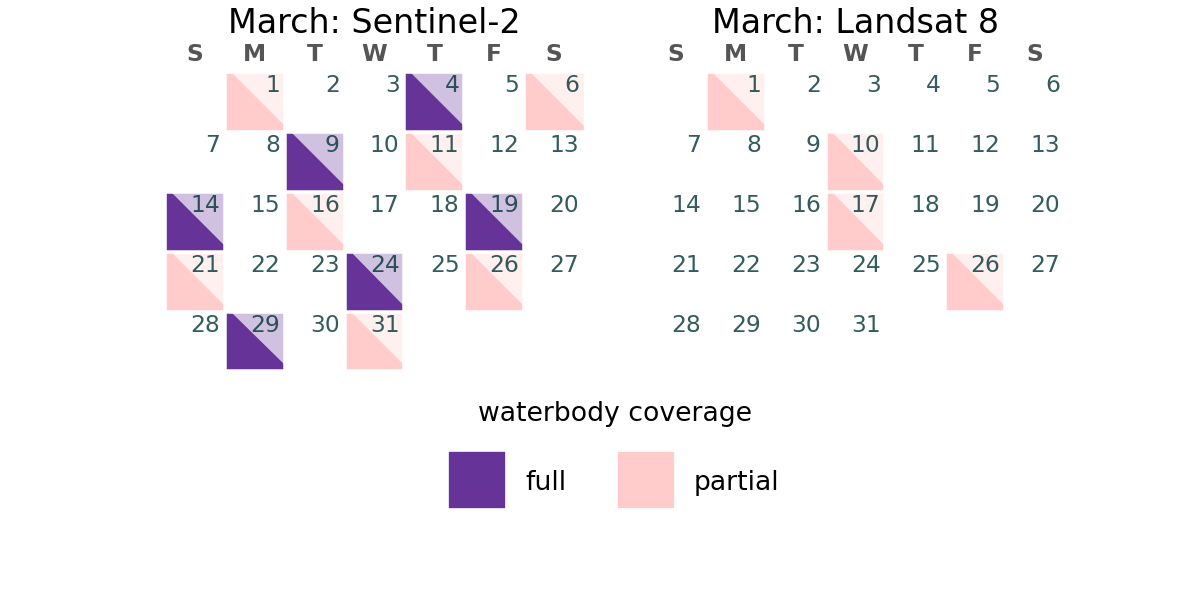 March: Sentinel-2
S M T W T F S
1 2 3 4 5 6
7 8 9 10 11 12 13
14 15 16 17 18 19 20
21 22 23 24 25 26 27
28 29 30 31
March: Landsat 8
S M T W T F S
1 2 3 4 5 6
7 8 9 10 11 12 13
14 15 16 17 18 19 20
21 22 23 24 25 26 27
28 29 30 31
waterbody coverage
full partial